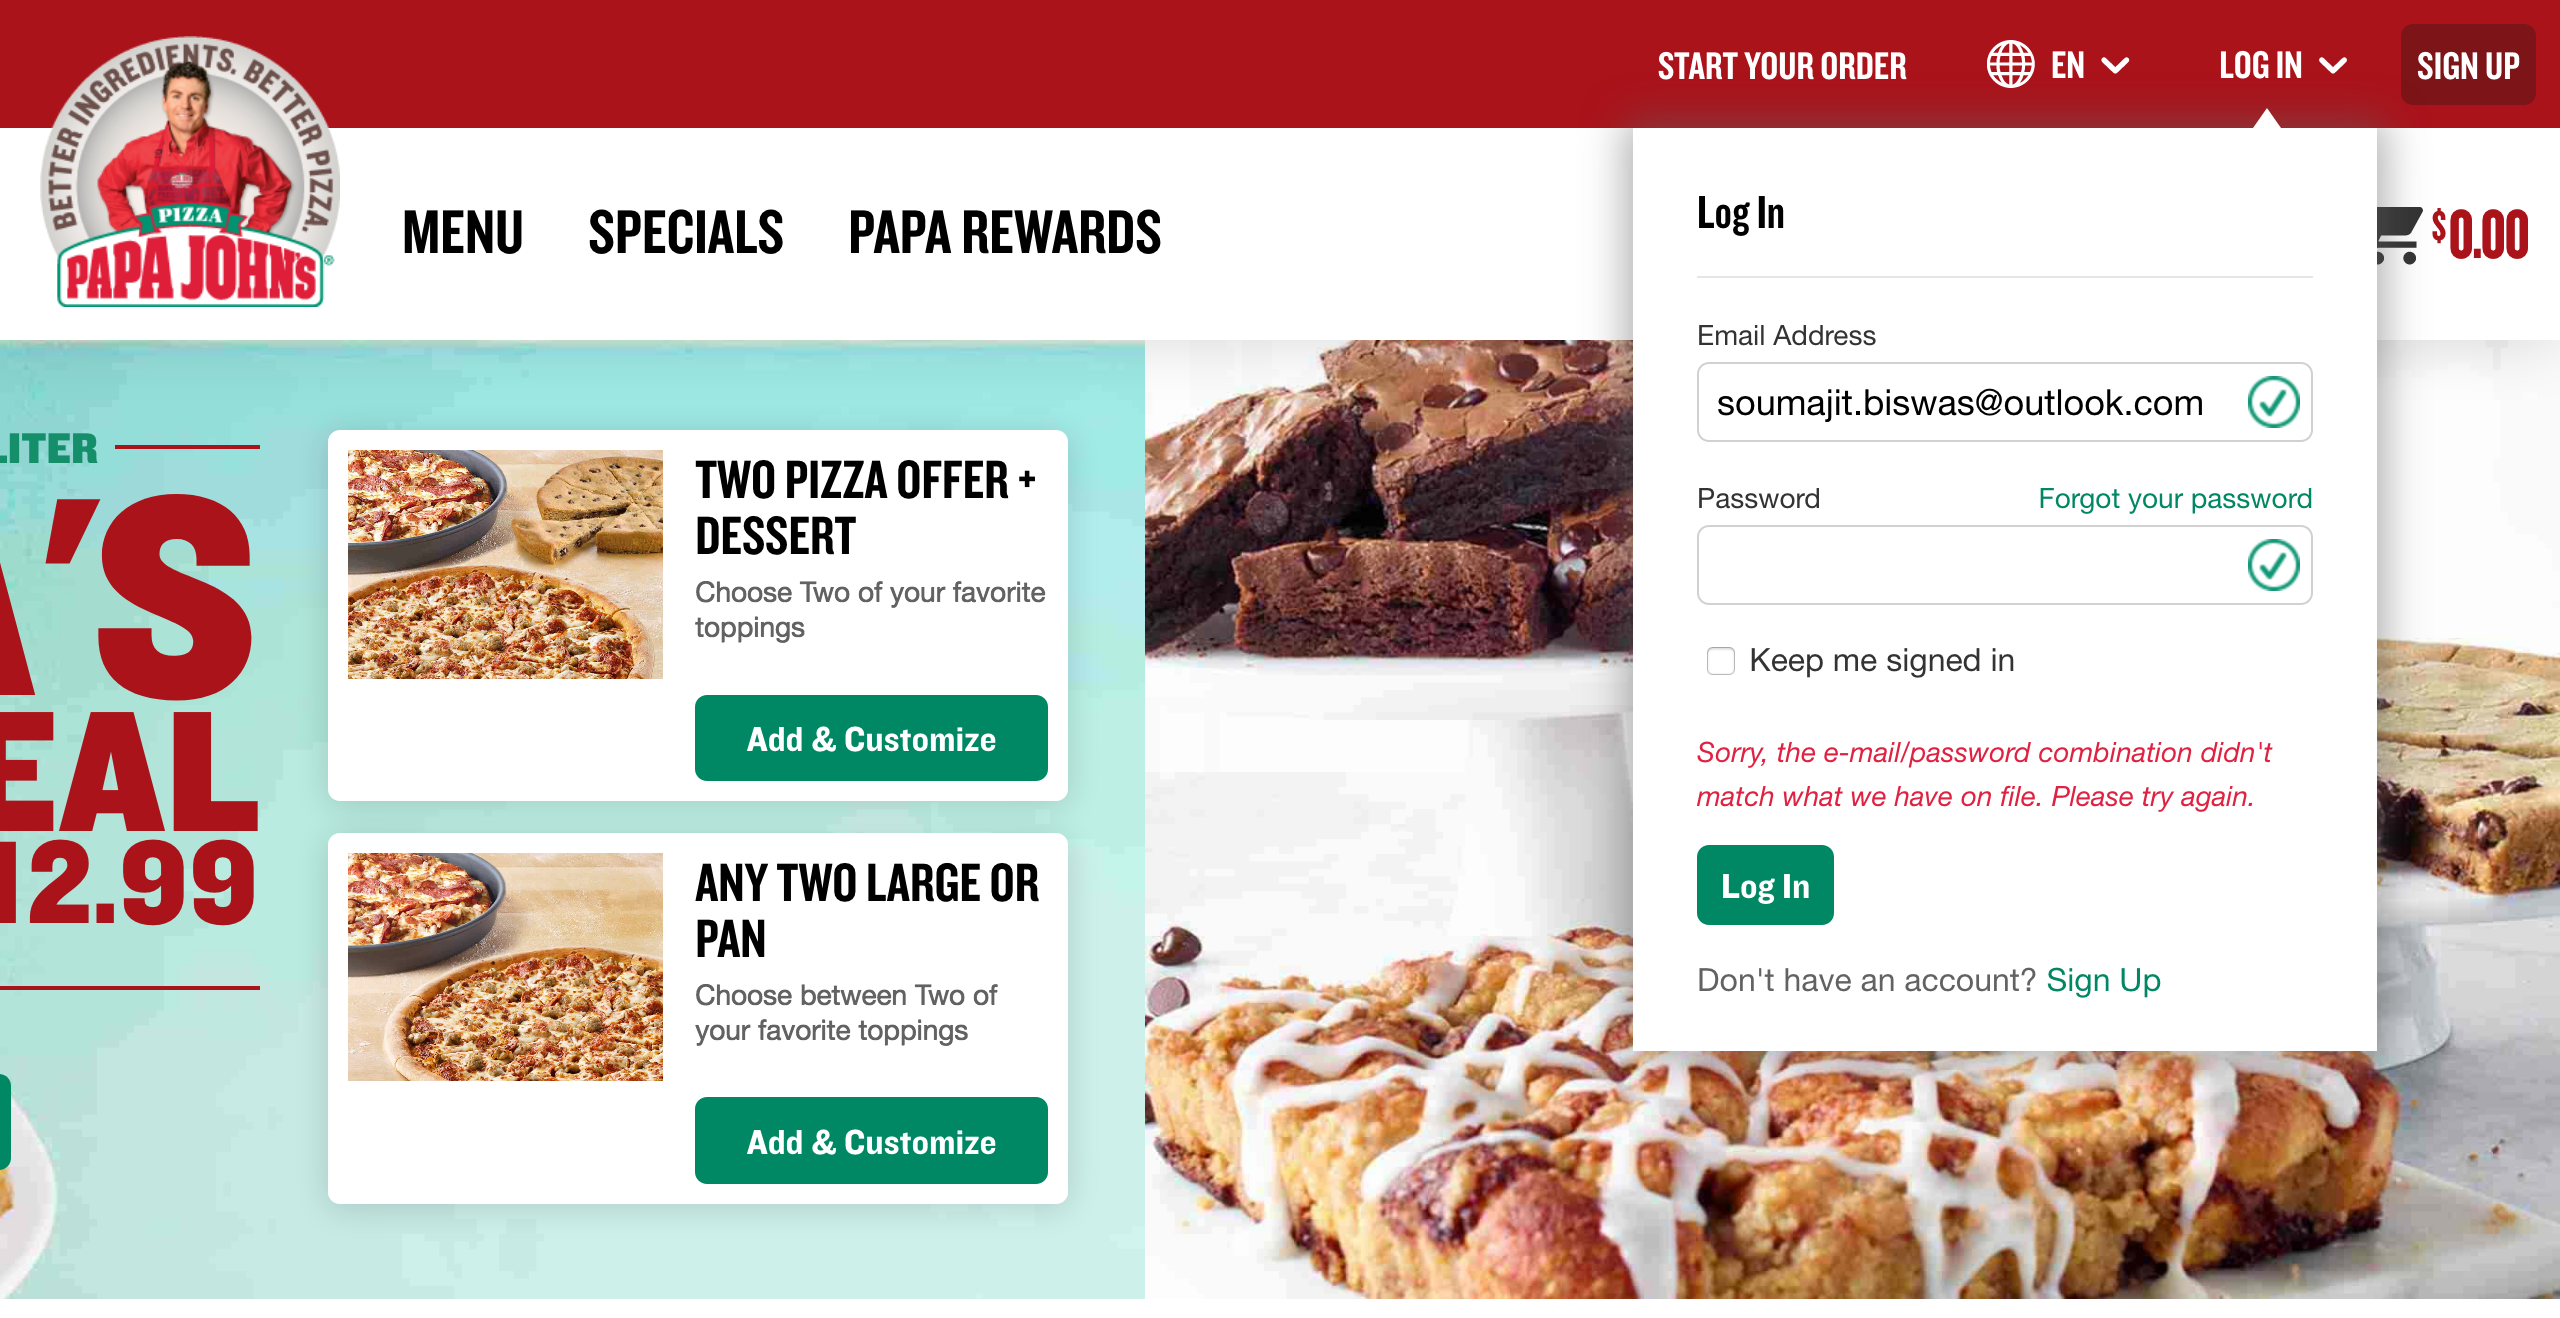 START YOUR ORDER
EN
LOG IN
SIGN UP
BETTER INGREDIENTS. BETTER PIZZA.
PIZZA
PAPA JOHN'S®
MENU
SPECIALS
PAPA REWARDS
$0.00
LITER
A'S
EAL
12.99
TWO PIZZA OFFER +
DESSERT
Choose Two of your favorite
toppings
Add & Customize
ANY TWO LARGE OR
PAN
Choose between Two of
your favorite toppings
Add & Customize
Log In
Email Address
soumajit.biswas@outlook.com
Password
Forgot your password
Keep me signed in
Sorry, the e-mail/password combination didn't
match what we have on file. Please try again.
Log In
Don't have an account? Sign Up